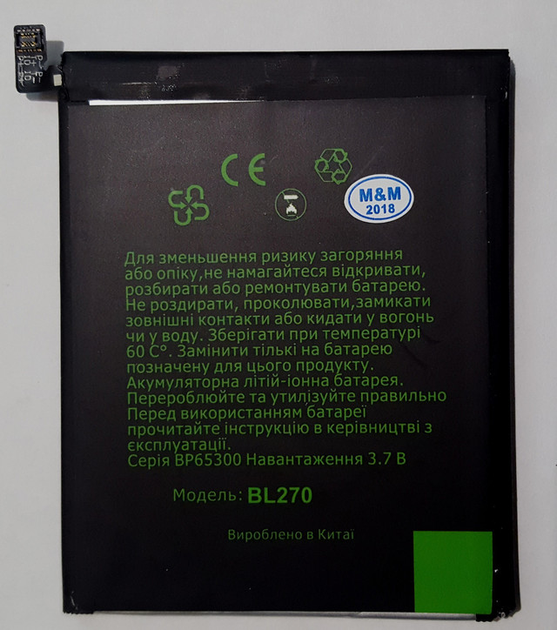 CE
M&M
2018
Для зменьшення ризику загоряння
або опіку,не намагайтеся відкривати,
розбирати або ремонтувати батарею.
Не роздирати, проколювати,замикати
зовнішні контакти або кидати у вогонь
чи у воду. Зберігати при температурі
60 С°. Замінити тількі на батарею
позначену для цього продукту.
Акумуляторна літій-іонна батарея.
Перероблюйте та утилізуйте правильно
Перед використанням батареї
прочитайте інструкцію в керівництві з
експлуатації.
Серія BP65300 Навантаження 3.7 В
Модель: BL270
Вироблено в Китаї